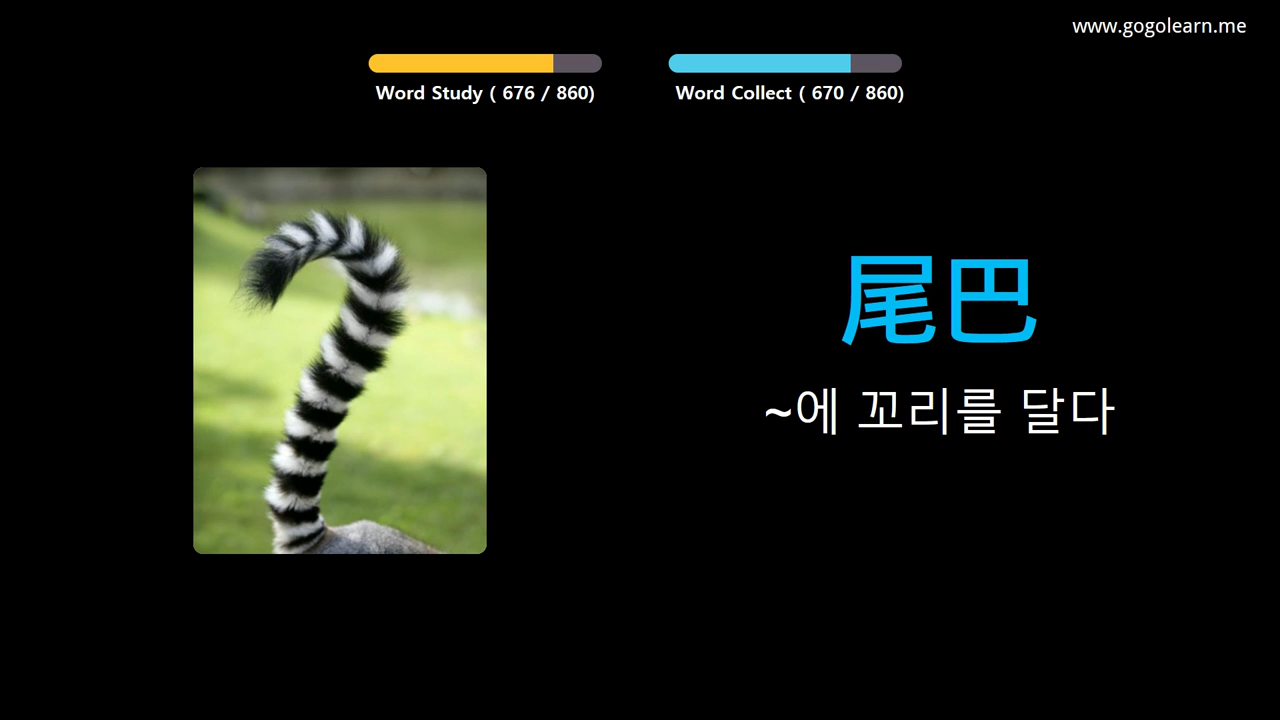 www.gogolearn.me
Word Study ( 676 / 860)
Word Collect ( 670 / 860)
尾巴
~에 꼬리를 달다